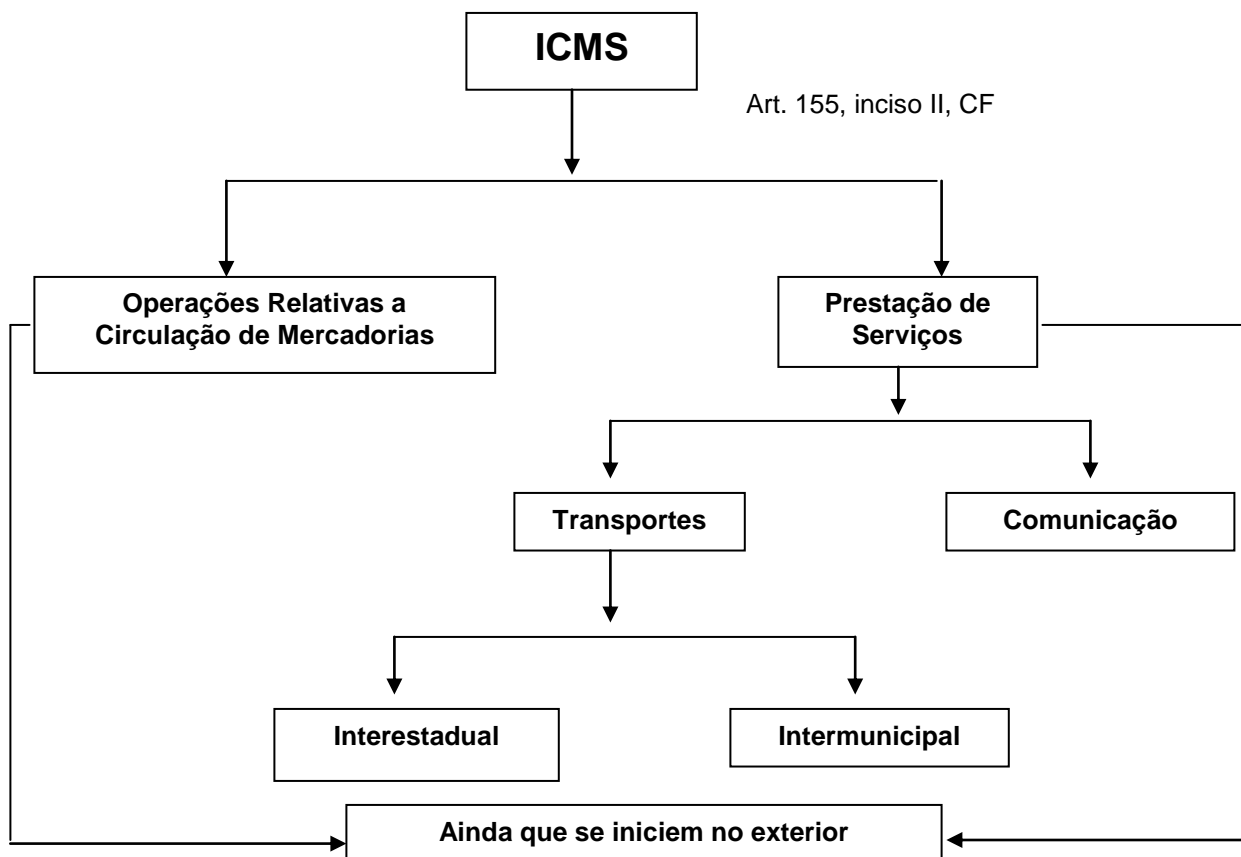 ICMS
Art. 155, inciso II, CF
Operações Relativas a
Circulação de Mercadorias
Prestação de
Serviços
Transportes
Comunicação
Interestadual
Intermunicipal
Ainda que se iniciem no exterior